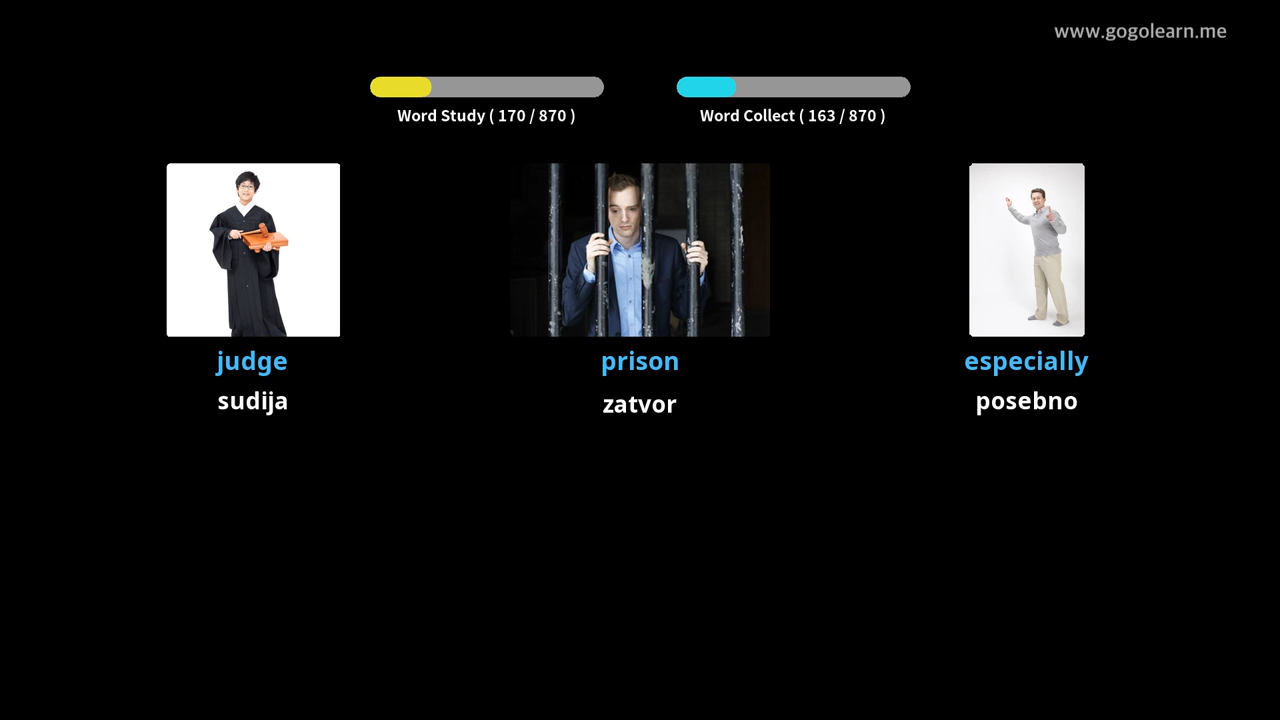 www.gogolearn.me
Word Study ( 170 / 870 )
Word Collect ( 163 / 870 )
judge
prison
especially
sudija
zatvor
posebno